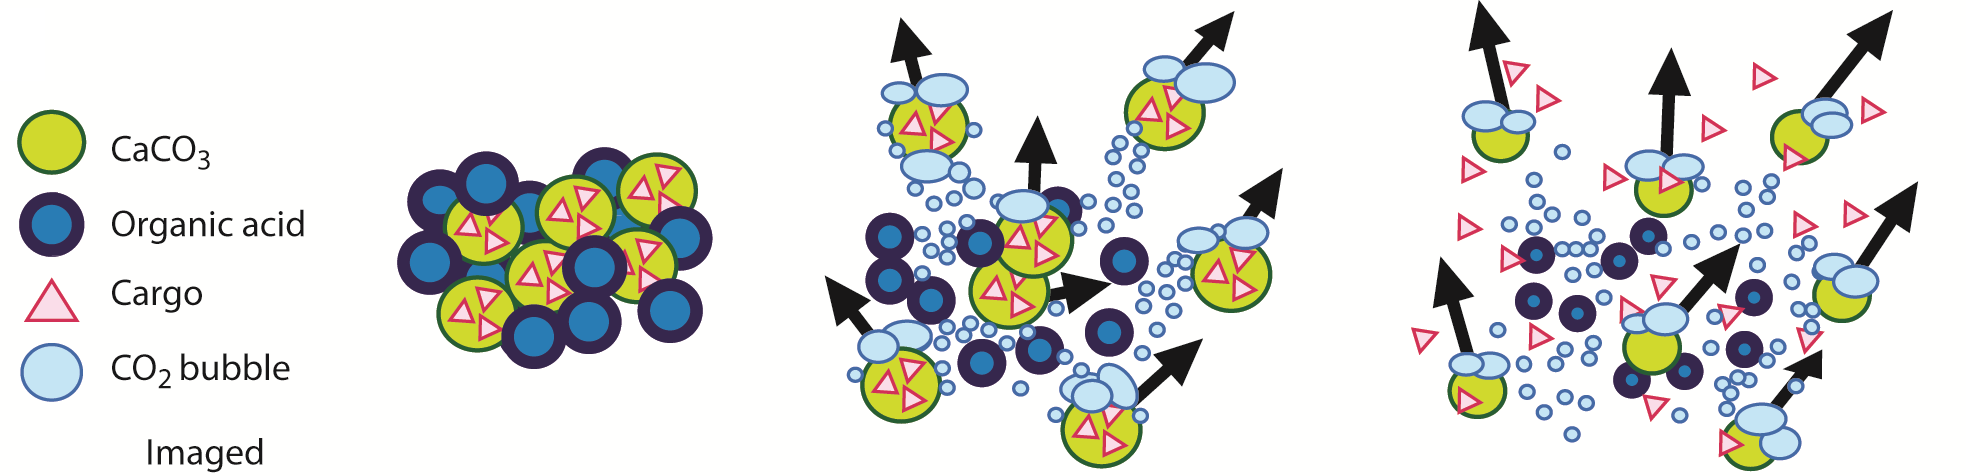 CaCO₃
Organic acid
Cargo
CO₂ bubble
Imaged